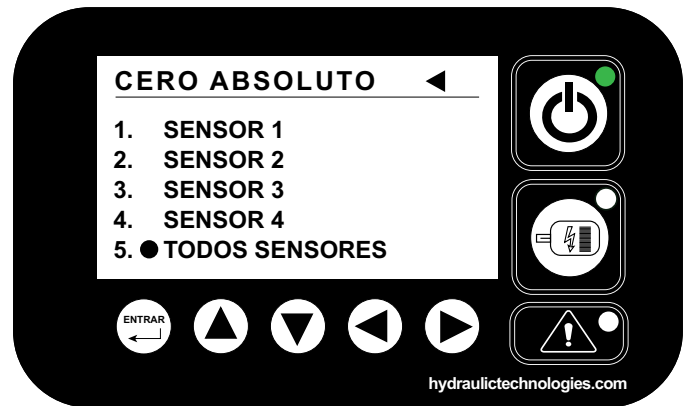 CERO ABSOLUTO ◀
1. SENSOR 1
2. SENSOR 2
3. SENSOR 3
4. SENSOR 4
5. ● TODOS SENSORES
ENTRAR
hydraulictechnologies.com